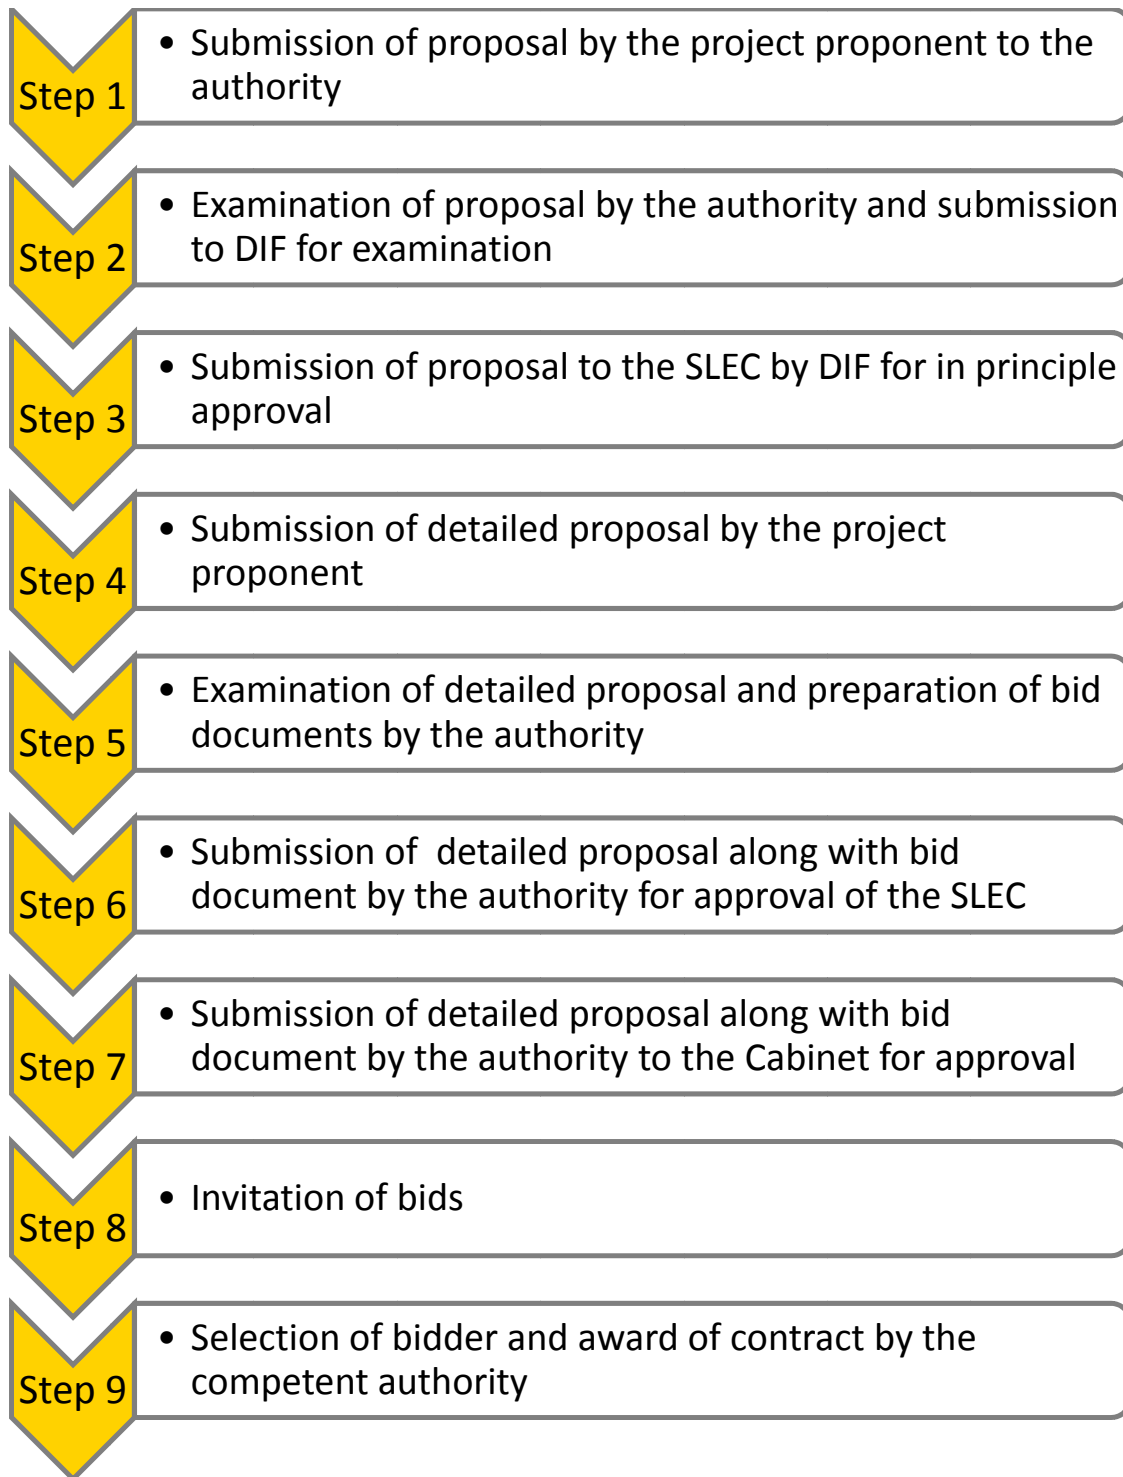 Step 1
• Submission of proposal by the project proponent to the
authority
Step 2
• Examination of proposal by the authority and submission
to DIF for examination
Step 3
• Submission of proposal to the SLEC by DIF for in principle
approval
Step 4
• Submission of detailed proposal by the project
proponent
Step 5
• Examination of detailed proposal and preparation of bid
documents by the authority
Step 6
• Submission of  detailed proposal along with bid
document by the authority for approval of the SLEC
Step 7
• Submission of detailed proposal along with bid
document by the authority to the Cabinet for approval
Step 8
• Invitation of bids
Step 9
• Selection of bidder and award of contract by the
competent authority